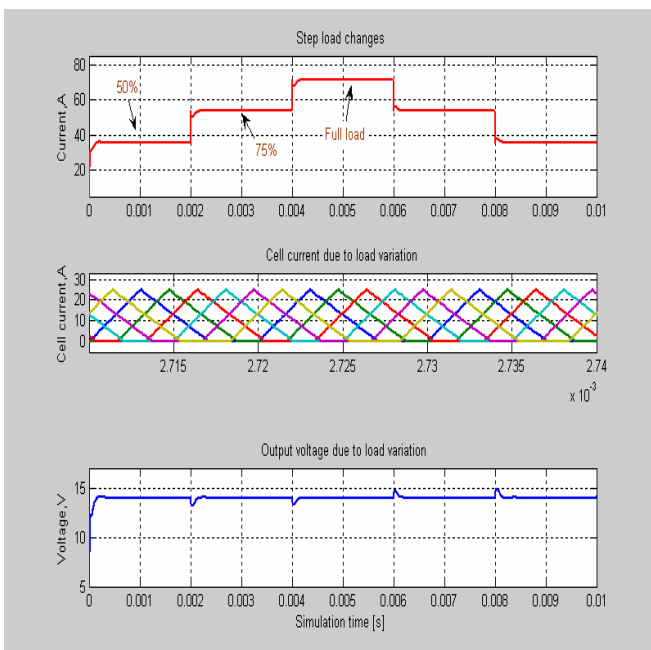 Step load changes
Current,A
80
60
40
20
50%
75%
Full load
0 0.001 0.002 0.003 0.004 0.005 0.006 0.007 0.008 0.009 0.01
Cell current due to load variation
Cell current,A
30
20
10
0
2.715 2.72 2.725 2.73 2.735 2.74
x 10⁻³
Output voltage due to load variation
Voltage,V
15
10
5
0 0.001 0.002 0.003 0.004 0.005 0.006 0.007 0.008 0.009 0.01
Simulation time [s]